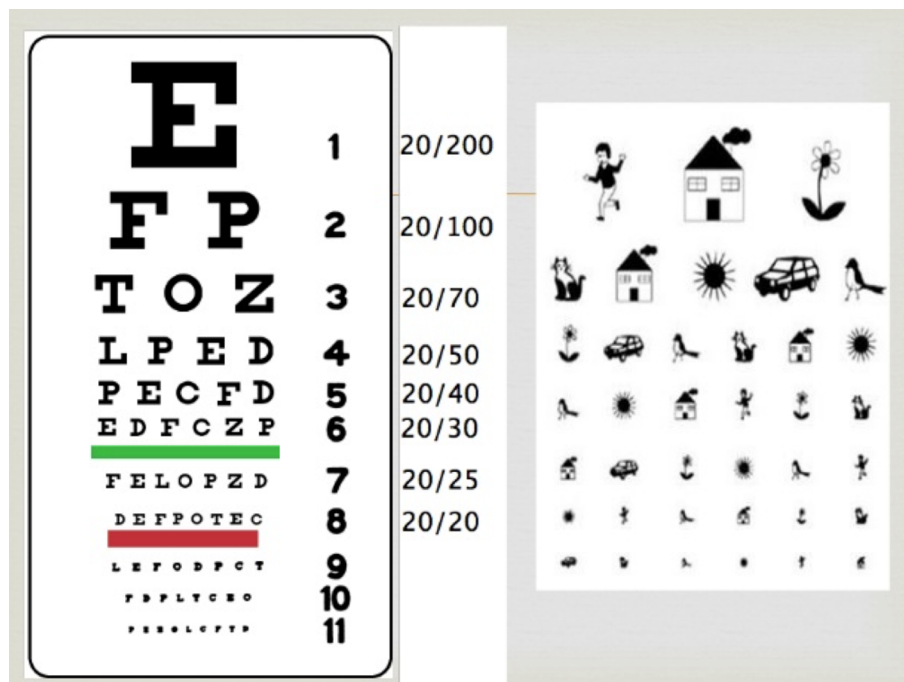 E 1 20/200
F P 2 20/100
T O Z 3 20/70
L P E D 4 20/50
P E C F D 5 20/40
E D F C Z P 6 20/30
F E L O P Z D 7 20/25
D E F P O T E C 8 20/20
L E F O D P C T 9
F D P L T C E O 10
11